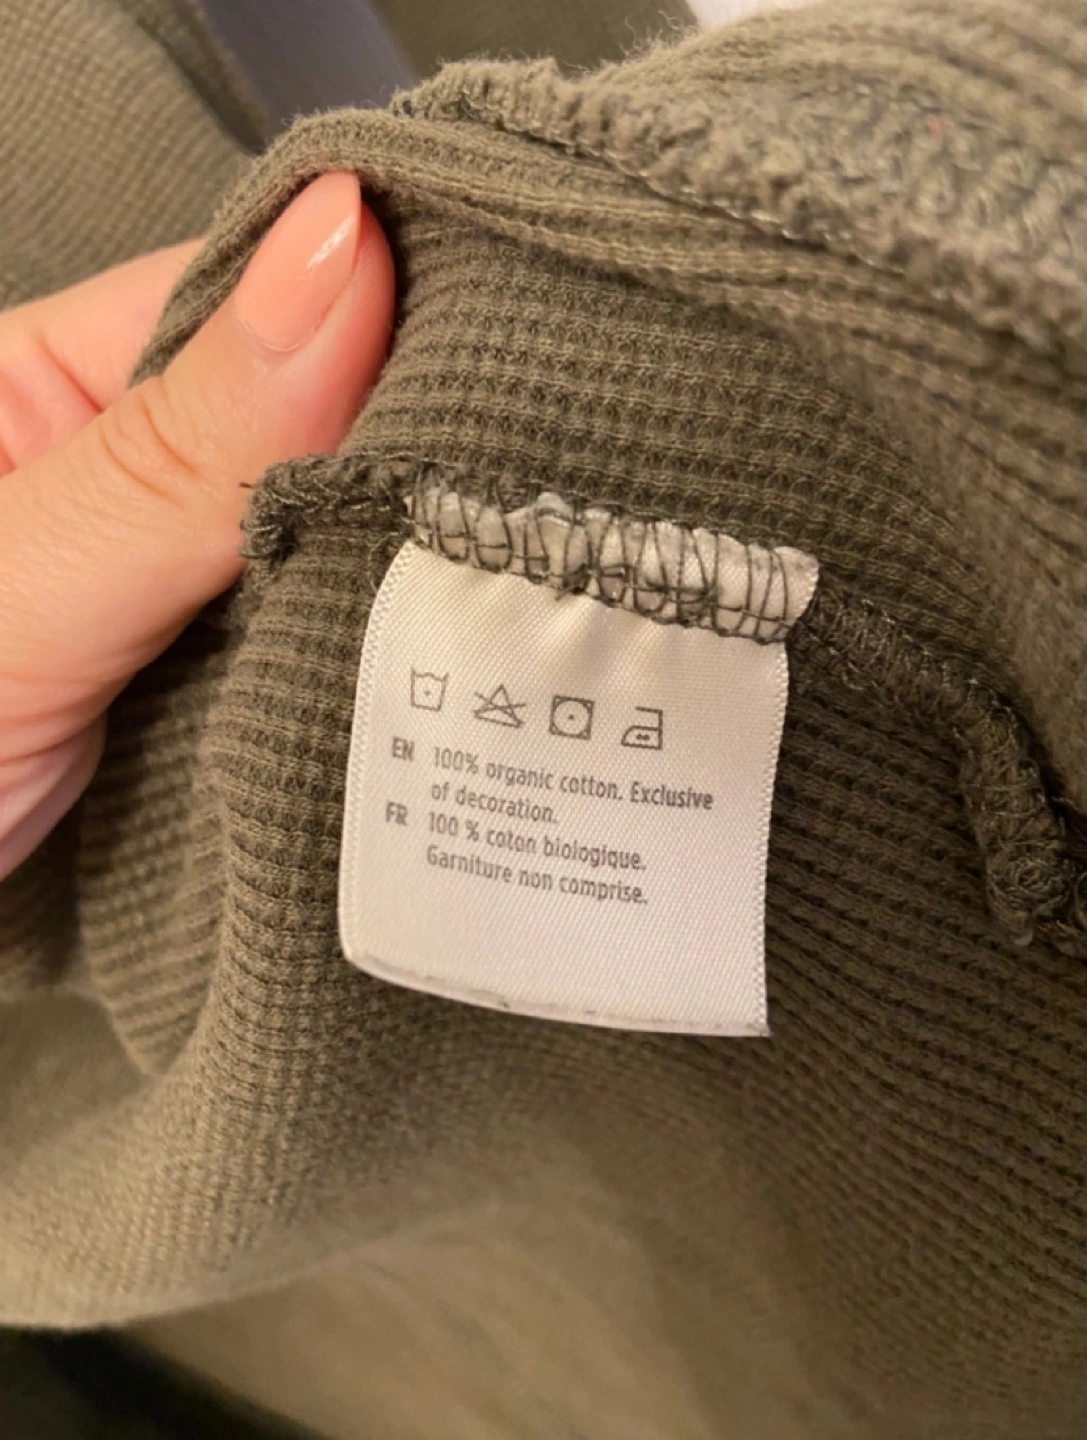 EN 100% organic cotton. Exclusive
of decoration.
FR 100 % coton biologique.
Garniture non comprise.